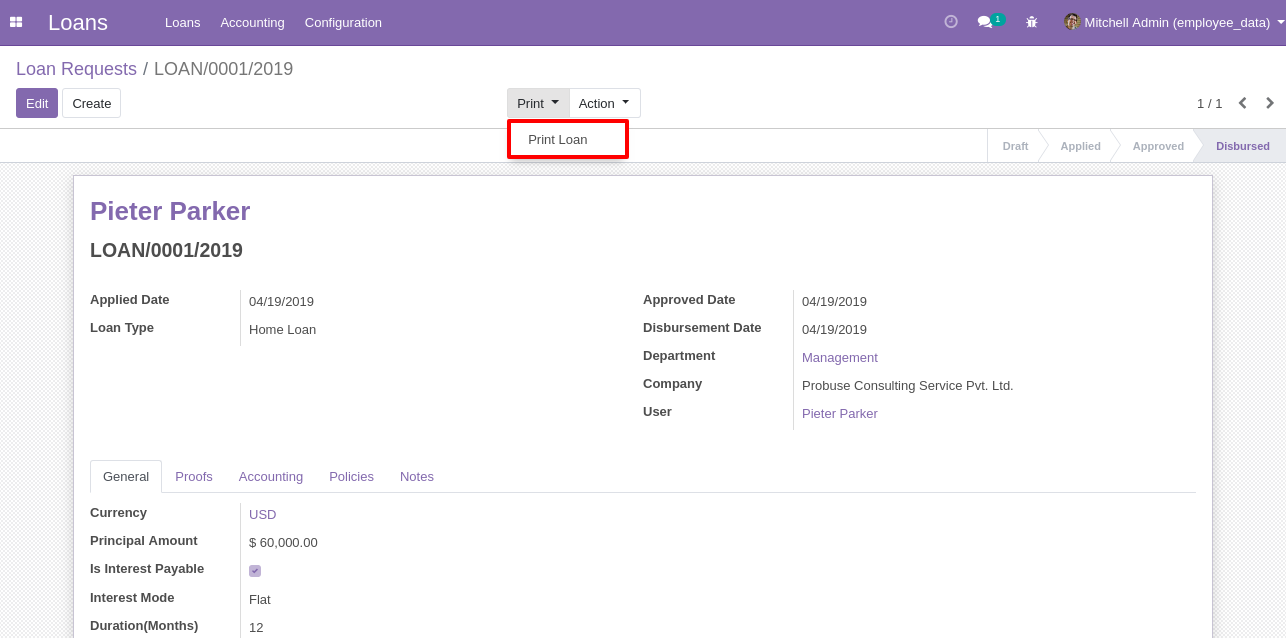 Loans Loans Accounting Configuration 1 Mitchell Admin (employee_data)
Loan Requests / LOAN/0001/2019
Edit Create Print Action 1 / 1
Print Loan
Draft Applied Approved Disbursed
Pieter Parker
LOAN/0001/2019
Applied Date 04/19/2019 Approved Date 04/19/2019
Loan Type Home Loan Disbursement Date 04/19/2019
Department Management
Company Probuse Consulting Service Pvt. Ltd.
User Pieter Parker
General Proofs Accounting Policies Notes
Currency USD
Principal Amount $ 60,000.00
Is Interest Payable
Interest Mode Flat
Duration(Months) 12